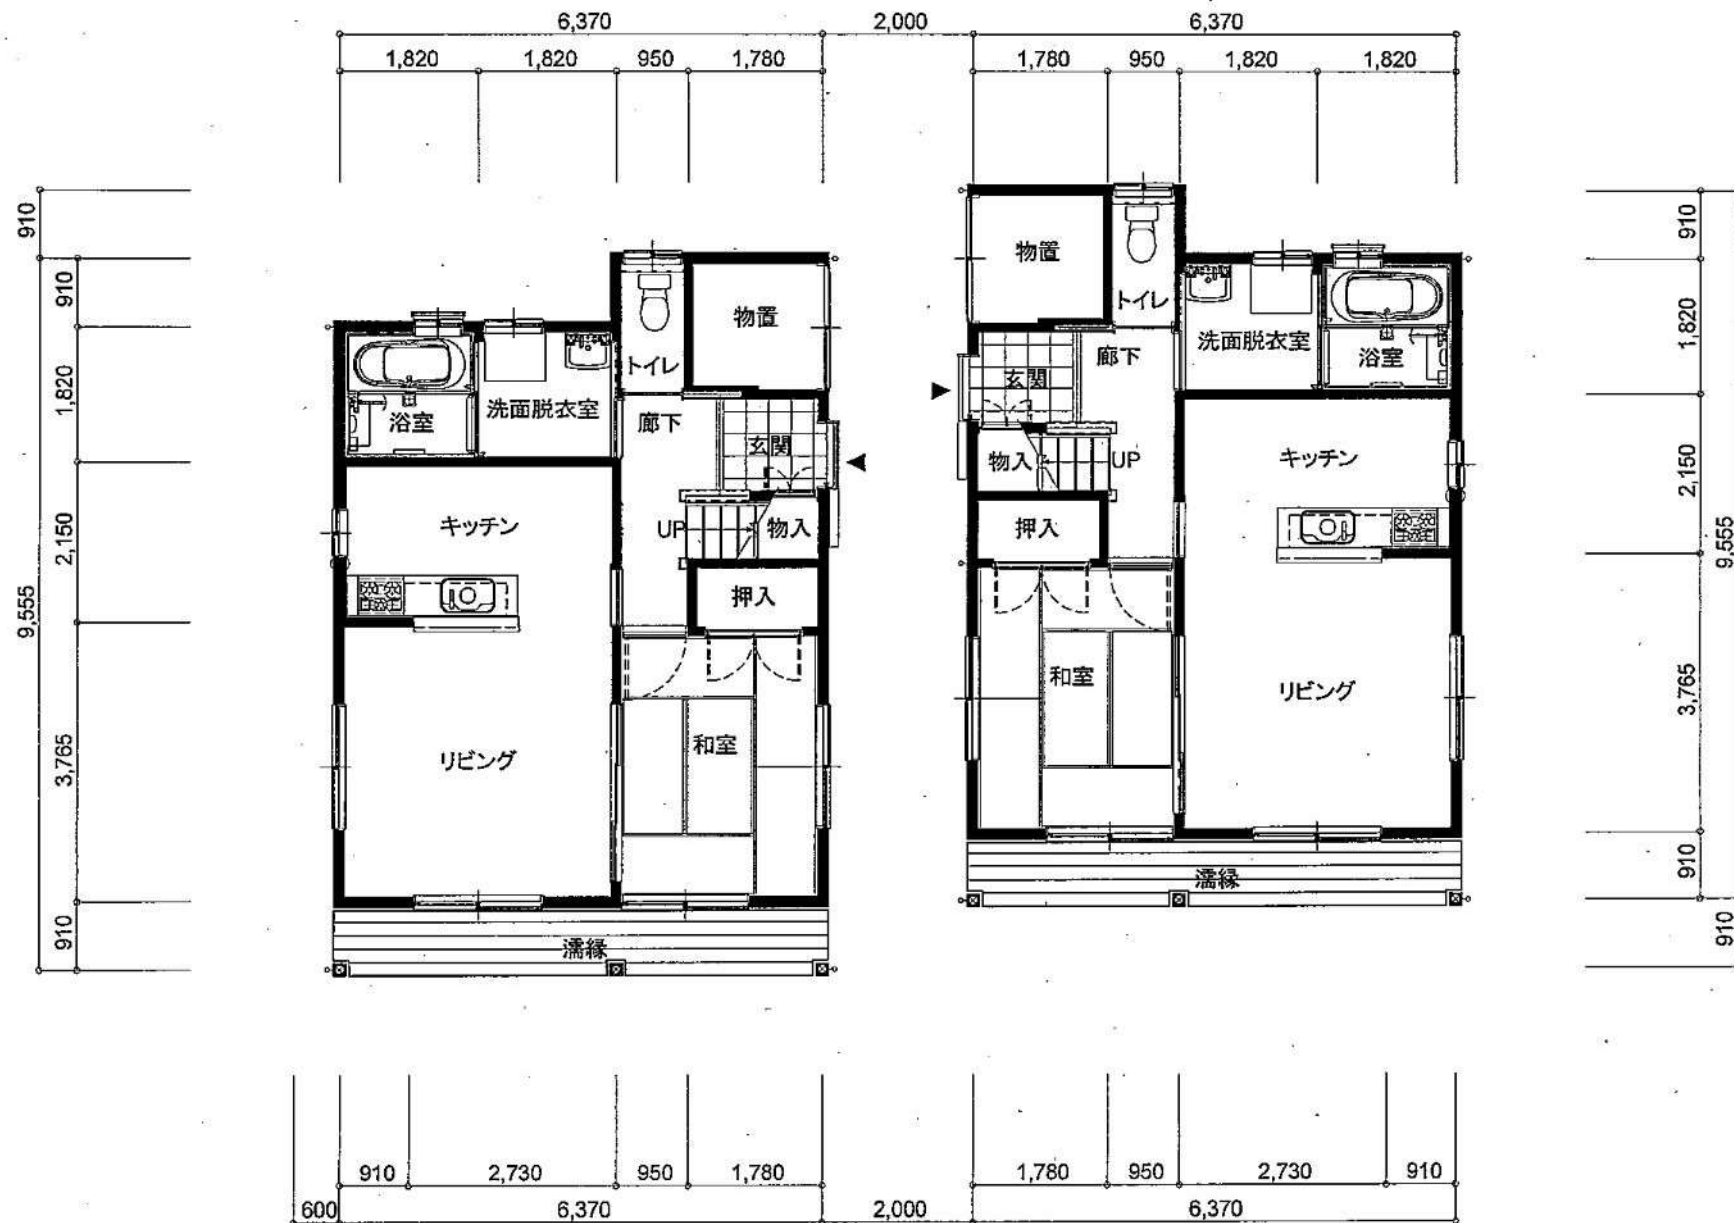 6,370 2,000 6,370
1,820 1,820 950 1,780 1,780 950 1,820 1,820
910
910
1,820
2,150
9,555
3,765
910
物置
トイレ
浴室
洗面脱衣室
廊下
玄関
キッチン
UP
物入
押入
リビング
和室
濡縁
物置
トイレ
洗面脱衣室
浴室
廊下
玄関
物入
UP
キッチン
押入
和室
リビング
濡縁
910
1,820
2,150
9,555
3,765
910
910
910 2,730 950 1,780 1,780 950 2,730 910
600 6,370 2,000 6,370